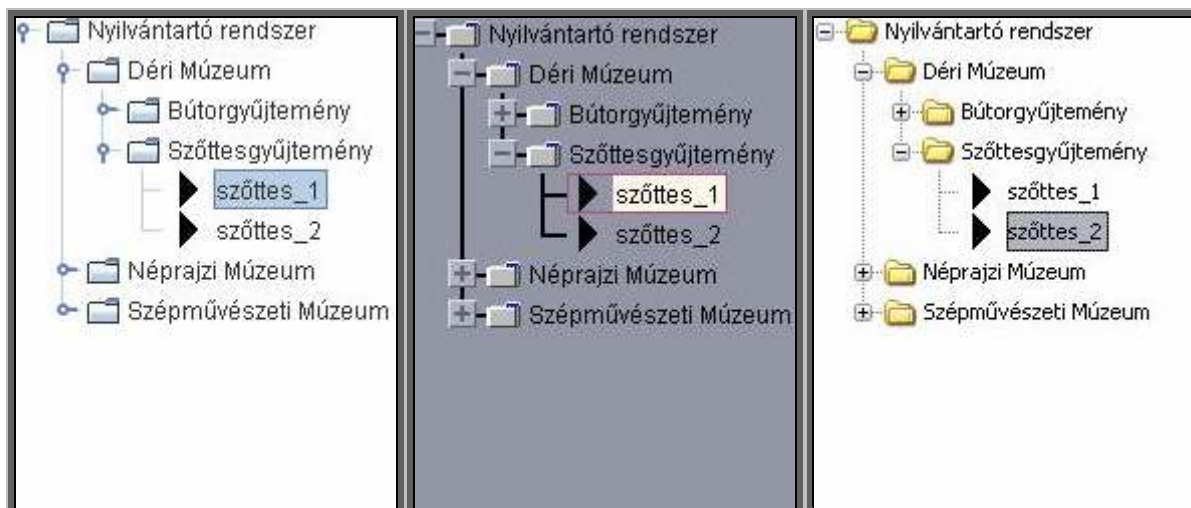 Nyilvántartó rendszer
Déri Múzeum
Bútorgyűjtemény
Szőttesgyűjtemény
szőttes_1
szőttes_2
Néprajzi Múzeum
Szépművészeti Múzeum
Nyilvántartó rendszer
Déri Múzeum
Bútorgyűjtemény
Szőttesgyűjtemény
szőttes_1
szőttes_2
Néprajzi Múzeum
Szépművészeti Múzeum
Nyilvántartó rendszer
Déri Múzeum
Bútorgyűjtemény
Szőttesgyűjtemény
szőttes_1
szőttes_2
Néprajzi Múzeum
Szépművészeti Múzeum